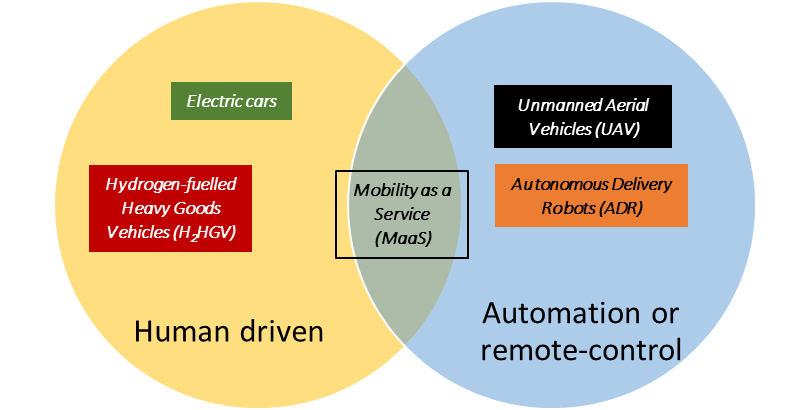 Electric cars
Hydrogen-fuelled
Heavy Goods
Vehicles (H₂HGV)
Mobility as a
Service
(MaaS)
Unmanned Aerial
Vehicles (UAV)
Autonomous Delivery
Robots (ADR)
Human driven
Automation or
remote-control